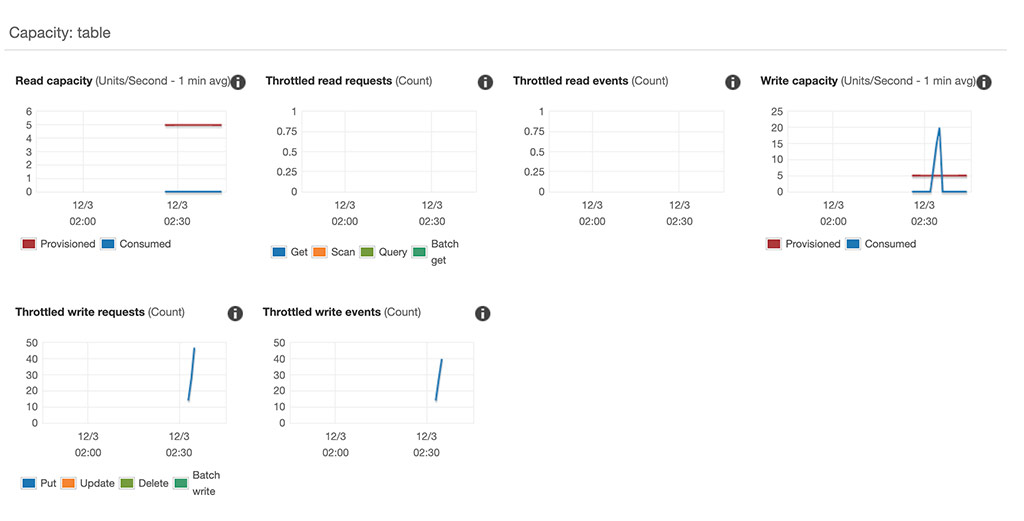 Capacity: table
Read capacity (Units/Second - 1 min avg)
6
5
4
3
2
1
0
12/3
02:00
12/3
02:30
Provisioned
Consumed
Throttled read requests (Count)
1
0.75
0.5
0.25
0
12/3
02:00
12/3
02:30
Get
Scan
Query
Batch
get
Throttled read events (Count)
1
0.75
0.5
0.25
0
12/3
02:00
12/3
02:30
Write capacity (Units/Second - 1 min avg)
25
20
15
10
5
0
12/3
02:00
12/3
02:30
Provisioned
Consumed
Throttled write requests (Count)
50
40
30
20
10
0
12/3
02:00
12/3
02:30
Put
Update
Delete
Batch
write
Throttled write events (Count)
50
40
30
20
10
0
12/3
02:00
12/3
02:30